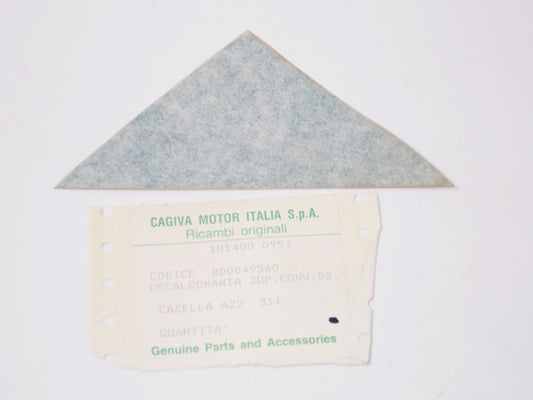 CAGIVA MOTOR ITALIA S.p.A.
Ricambi originali
181400 0957
CODICE 800049560
DECALCOMANIA SUP.CONV.DS.
CASELLA A22 311
QUANTITA'
Genuine Parts and Accessories